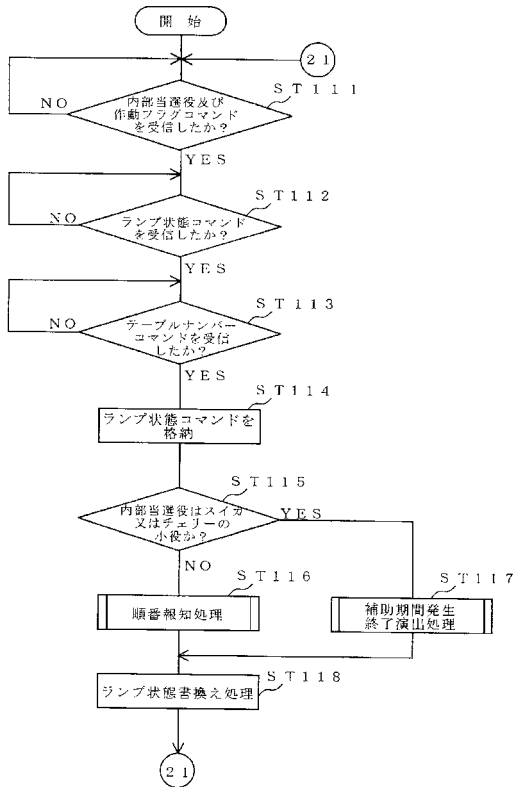 開始
21
ST111
内部当選役及び
作動フラグコマンド
を受信したか？
NO
YES
ST112
ランプ状態コマンド
を受信したか？
NO
YES
ST113
テーブルナンバー
コマンドを受信
したか？
NO
YES
ST114
ランプ状態コマンドを
格納
ST115
内部当選役はスイカ
又はチェリーの
小役か？
YES
NO
ST116
順番報知処理
ST117
補助期間発生
終了演出処理
ST118
ランプ状態書換え処理
21